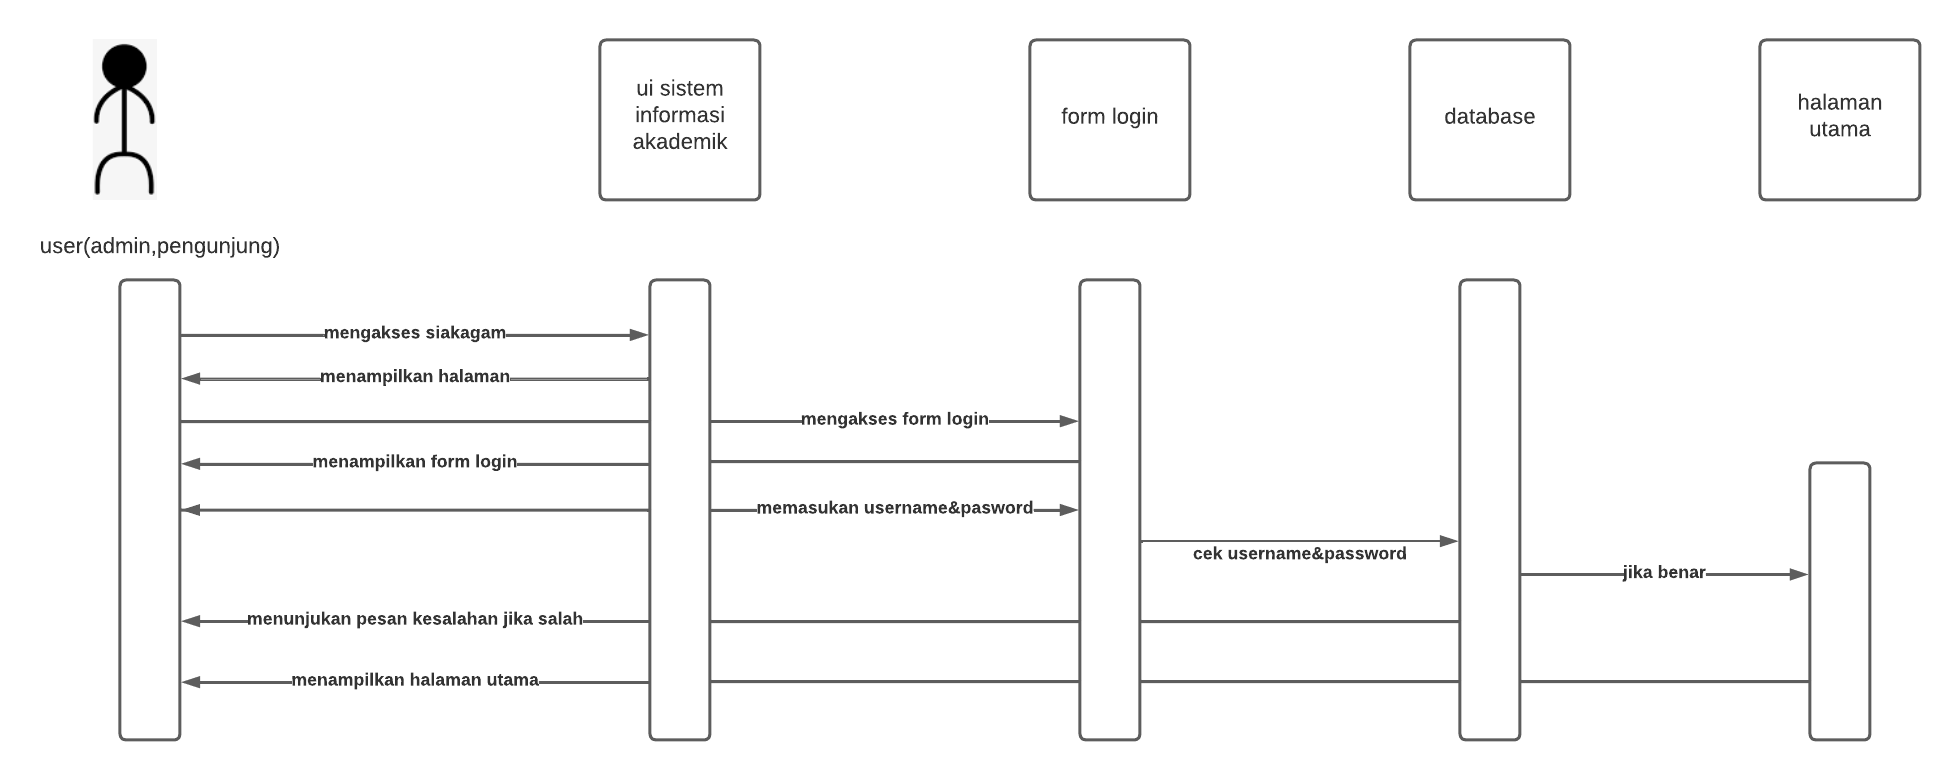 ui sistem
informasi
akademik
form login
database
halaman
utama
user(admin,pengunjung)
mengakses siakagam
menampilkan halaman
mengakses form login
menampilkan form login
memasukan username&pasword
cek username&password
jika benar
menunjukan pesan kesalahan jika salah
menampilkan halaman utama